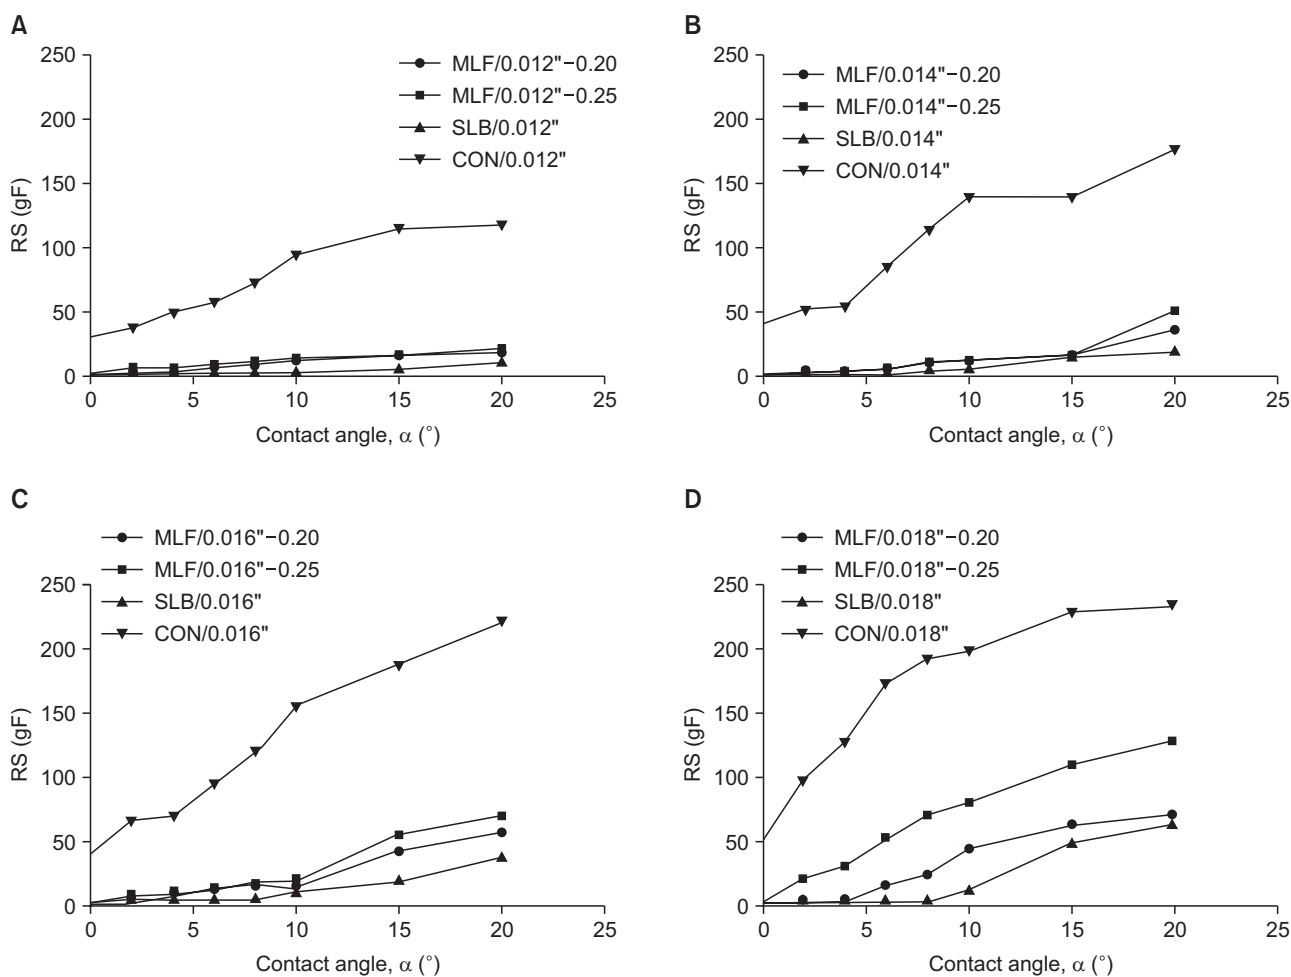 A
250
200
150
100
50
0
RS (gF)
MLF/0.012"−0.20
MLF/0.012"−0.25
SLB/0.012"
CON/0.012"
0 5 10 15 20 25
Contact angle, α (°)
B
250
200
150
100
50
0
RS (gF)
MLF/0.014"−0.20
MLF/0.014"−0.25
SLB/0.014"
CON/0.014"
0 5 10 15 20 25
Contact angle, α (°)
C
MLF/0.016"−0.20
MLF/0.016"−0.25
SLB/0.016"
CON/0.016"
250
200
150
100
50
0
RS (gF)
0 5 10 15 20 25
Contact angle, α (°)
D
MLF/0.018"−0.20
MLF/0.018"−0.25
SLB/0.018"
CON/0.018"
250
200
150
100
50
0
RS (gF)
0 5 10 15 20 25
Contact angle, α (°)